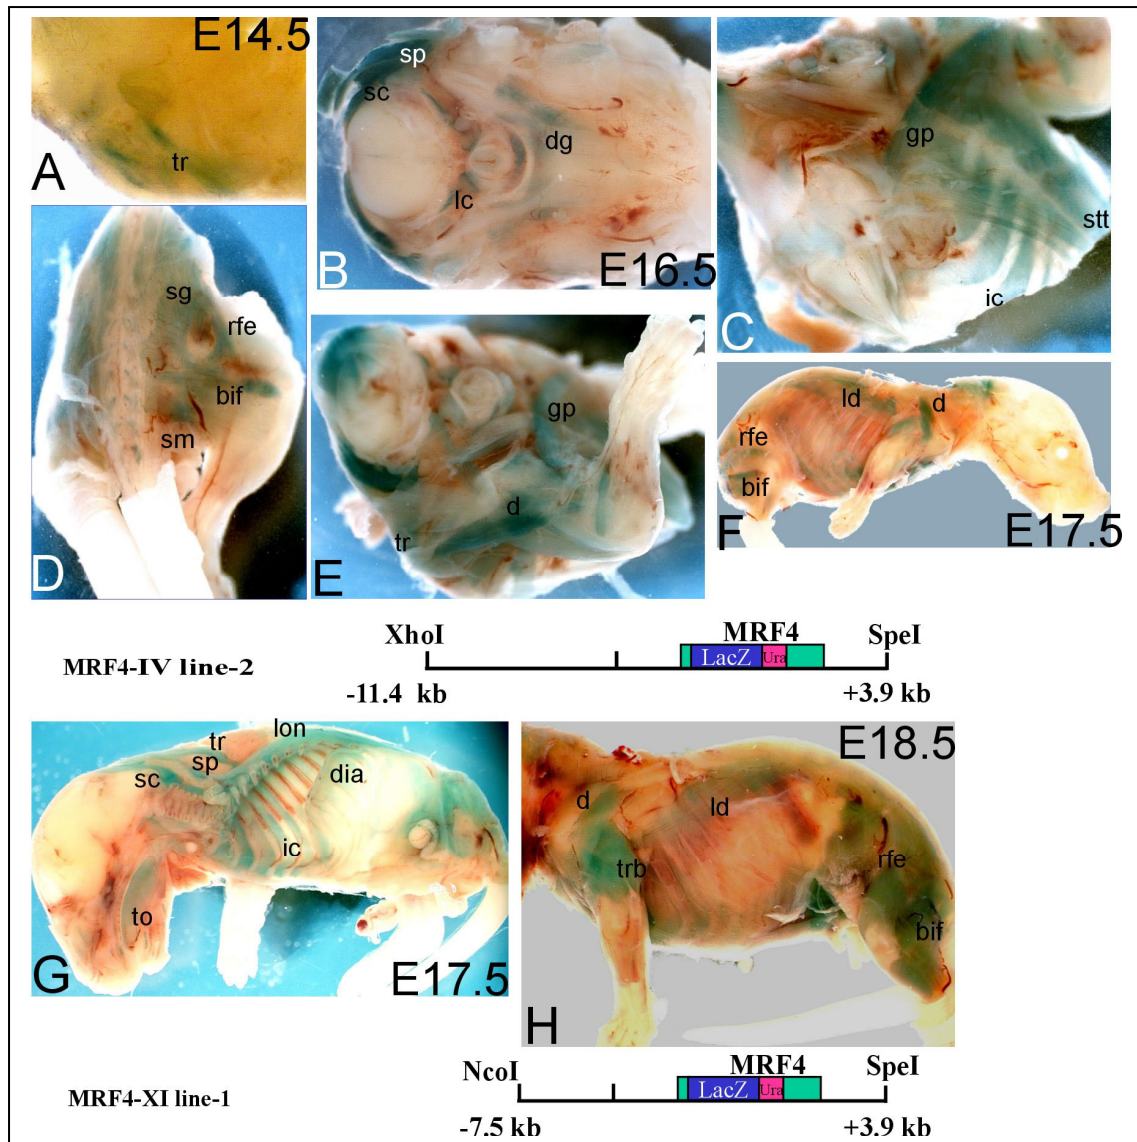 E14.5
tr
A
sp
sc
dg
lc
B
E16.5
gp
stt
ic
C
sg
rfe
bif
sm
D
gp
d
tr
E
ld
d
rfe
bif
F
E17.5
XhoI
MRF4
SpeI
MRF4-IV line-2
LacZ
Ura
-11.4 kb
+3.9 kb
lon
tr
sp
sc
dia
ic
to
G
E17.5
E18.5
d
ld
trb
rfe
bif
H
NcoI
MRF4
SpeI
MRF4-XI line-1
LacZ
Ura
-7.5 kb
+3.9 kb